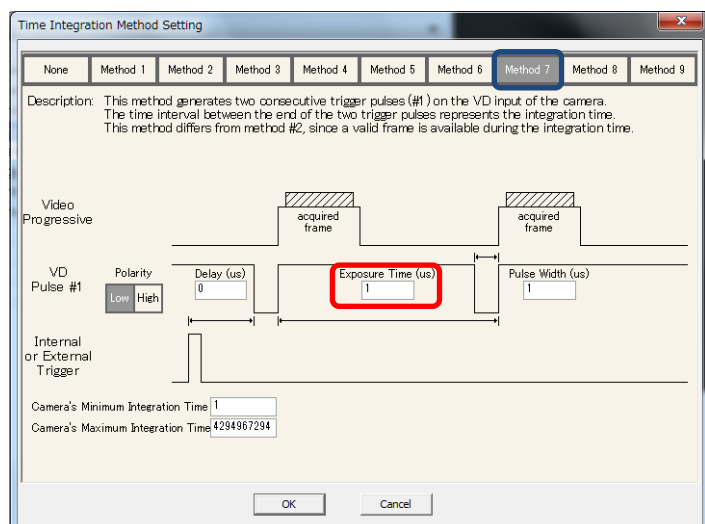 Time Integration Method Setting
None Method 1 Method 2 Method 3 Method 4 Method 5 Method 6 Method 7 Method 8 Method 9
Description: This method generates two consecutive trigger pulses (#1 ) on the VD input of the camera.
The time interval between the end of the two trigger pulses represents the integration time.
This method differs from method #2, since a valid frame is available during the integration time.
Video
Progressive
acquired
frame
acquired
frame
VD
Pulse #1
Polarity
Low High
Delay (us)
0
Exposure Time (us)
1
Pulse Width (us)
1
Internal
or External
Trigger
Camera's Minimum Integration Time 1
Camera's Maximum Integration Time 4294967294
OK Cancel